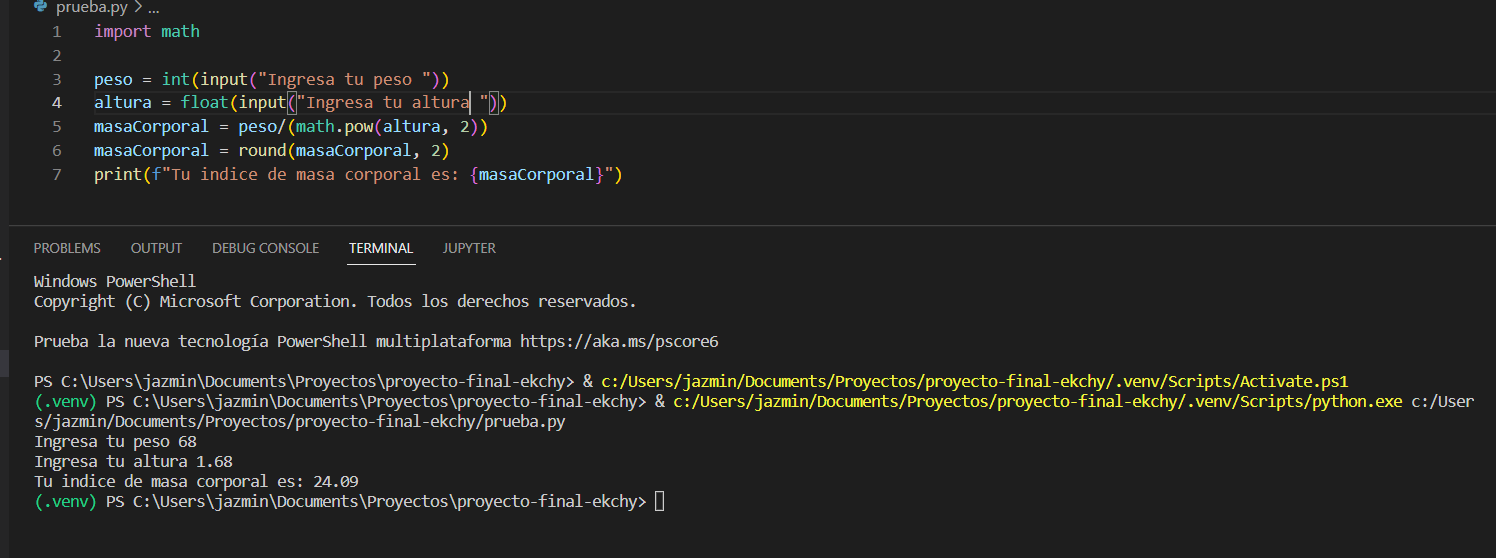 prueba.py > ...
1 import math
2
3 peso = int(input("Ingresa tu peso "))
4 altura = float(input("Ingresa tu altura "))
5 masaCorporal = peso/(math.pow(altura, 2))
6 masaCorporal = round(masaCorporal, 2)
7 print(f"Tu indice de masa corporal es: {masaCorporal}")
PROBLEMS OUTPUT DEBUG CONSOLE TERMINAL JUPYTER
Windows PowerShell
Copyright (C) Microsoft Corporation. Todos los derechos reservados.
Prueba la nueva tecnología PowerShell multiplataforma https://aka.ms/pscore6
PS C:\Users\jazmin\Documents\Proyectos\proyecto-final-ekchy> & c:/Users/jazmin/Documents/Proyectos/proyecto-final-ekchy/.venv/Scripts/Activate.ps1
(.venv) PS C:\Users\jazmin\Documents\Proyectos\proyecto-final-ekchy> & c:/Users/jazmin/Documents/Proyectos/proyecto-final-ekchy/.venv/Scripts/python.exe c:/User
s/jazmin/Documents/Proyectos/proyecto-final-ekchy/prueba.py
Ingresa tu peso 68
Ingresa tu altura 1.68
Tu indice de masa corporal es: 24.09
(.venv) PS C:\Users\jazmin\Documents\Proyectos\proyecto-final-ekchy>